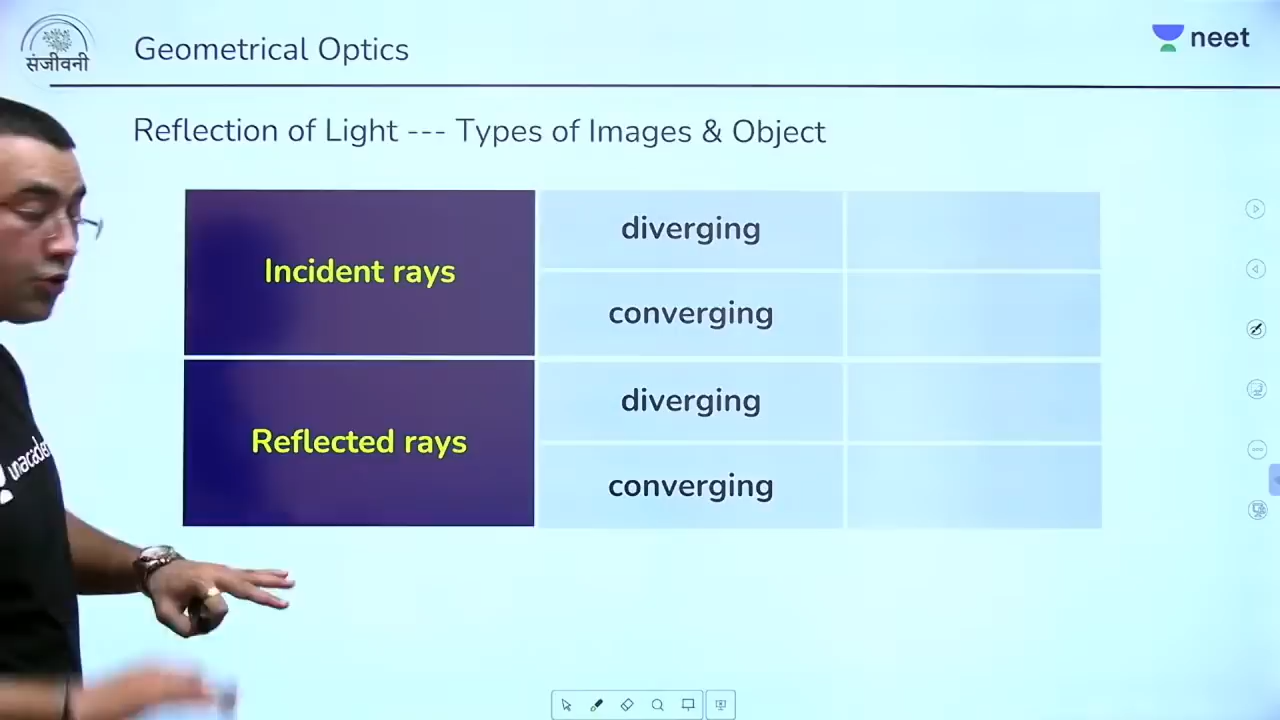 संजीवनी
Geometrical Optics
neet
Reflection of Light --- Types of Images & Object
Incident rays
diverging
converging
Reflected rays
diverging
converging